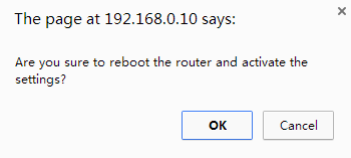 The page at 192.168.0.10 says:
Are you sure to reboot the router and activate the
settings?
OK
Cancel